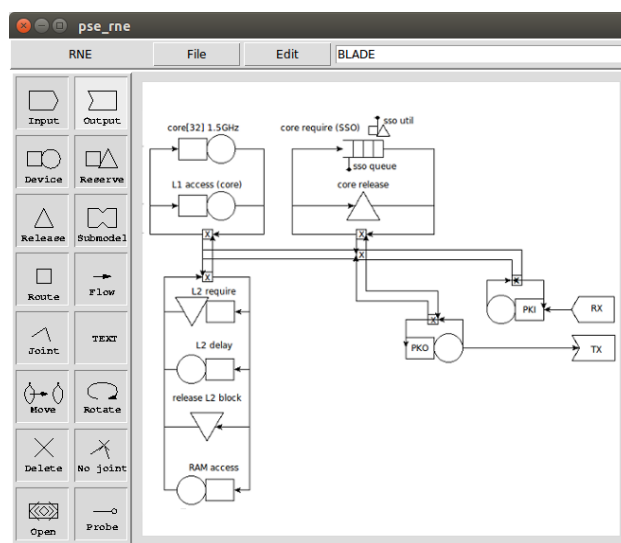 pse_rne
RNE File Edit BLADE
Input Output
Device Reserve
Release Submodel
Route Flow
Joint TEXT
Move Rotate
Delete No joint
Open Probe
core[32] 1.5GHz
L1 access (core)
X
core require (SSO)
sso util
sso queue
core release
X
X
X
L2 require
L2 delay
release L2 block
RAM access
X
PKI
RX
X
PKO
TX